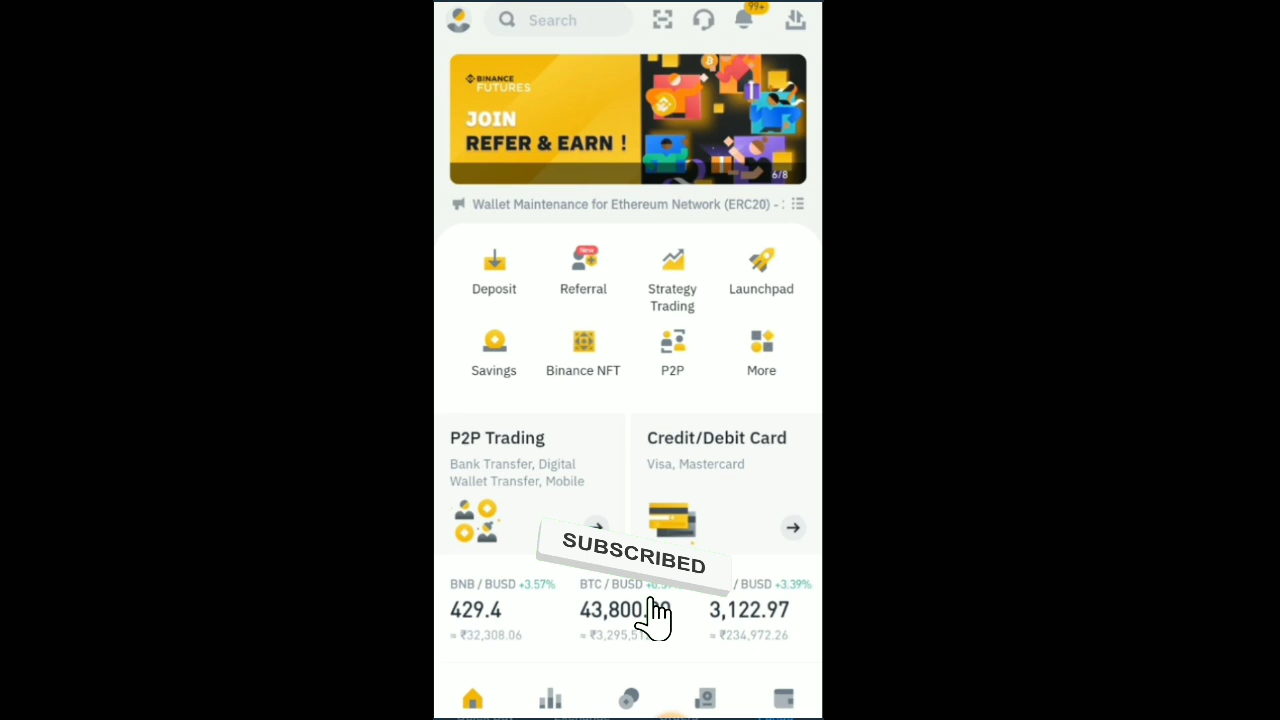 Search
99+
BINANCE
FUTURES
JOIN
REFER & EARN !
6/8
Wallet Maintenance for Ethereum Network (ERC20) -
New
Deposit
Referral
Strategy
Trading
Launchpad
Savings
Binance NFT
P2P
More
P2P Trading
Credit/Debit Card
Bank Transfer, Digital
Wallet Transfer, Mobile
Visa, Mastercard
SUBSCRIBED
BNB / BUSD +3.57%
BTC / BUSD
/ BUSD +3.39%
429.4
43,800.
3,122.97
≈ ₹32,308.06
≈ ₹3,295,5
≈ ₹234,972.26